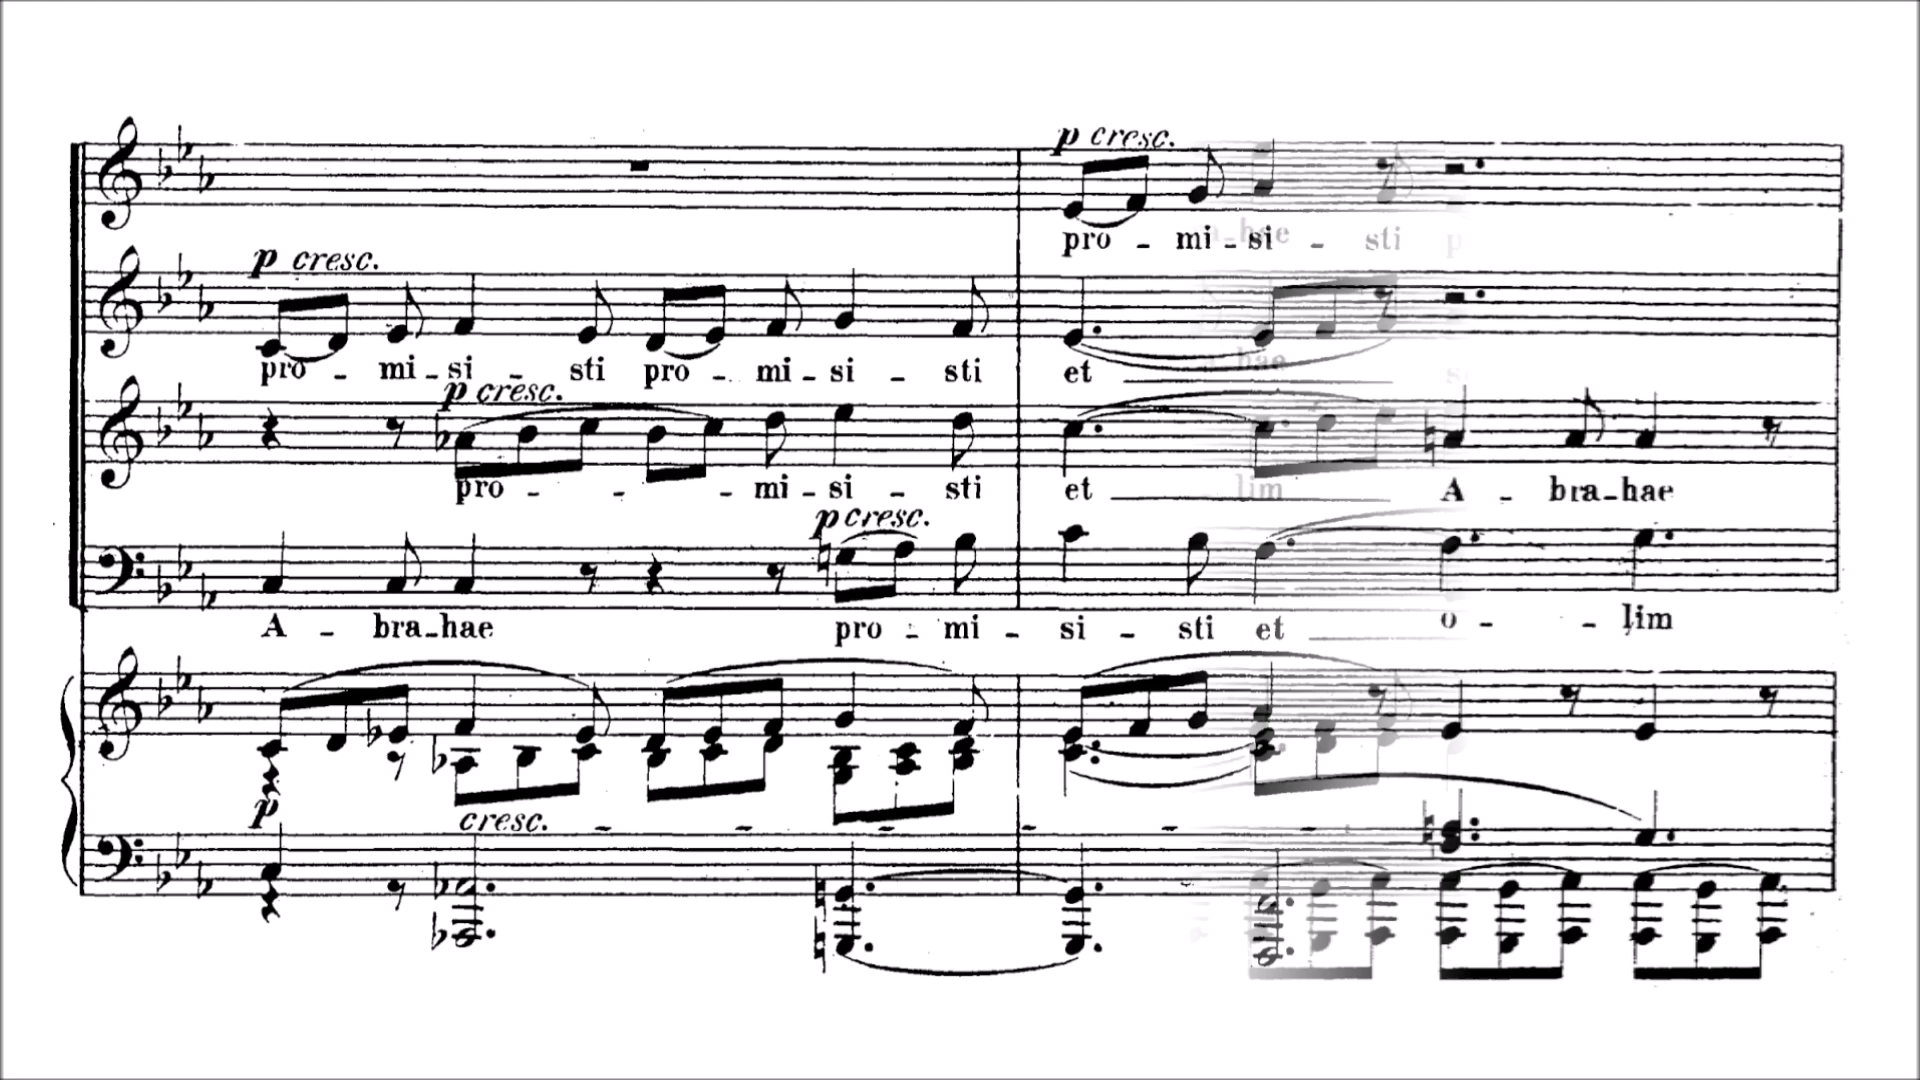 p cresc.
pro - mi - si - sti
p cresc.
pro - mi - si - sti pro - mi - si - sti et
p cresc.
pro - - - mi - si - sti et lim A - bra - hae
p cresc.
A - bra - hae pro - mi - si - sti et o - - lim
p cresc. - - - - - -